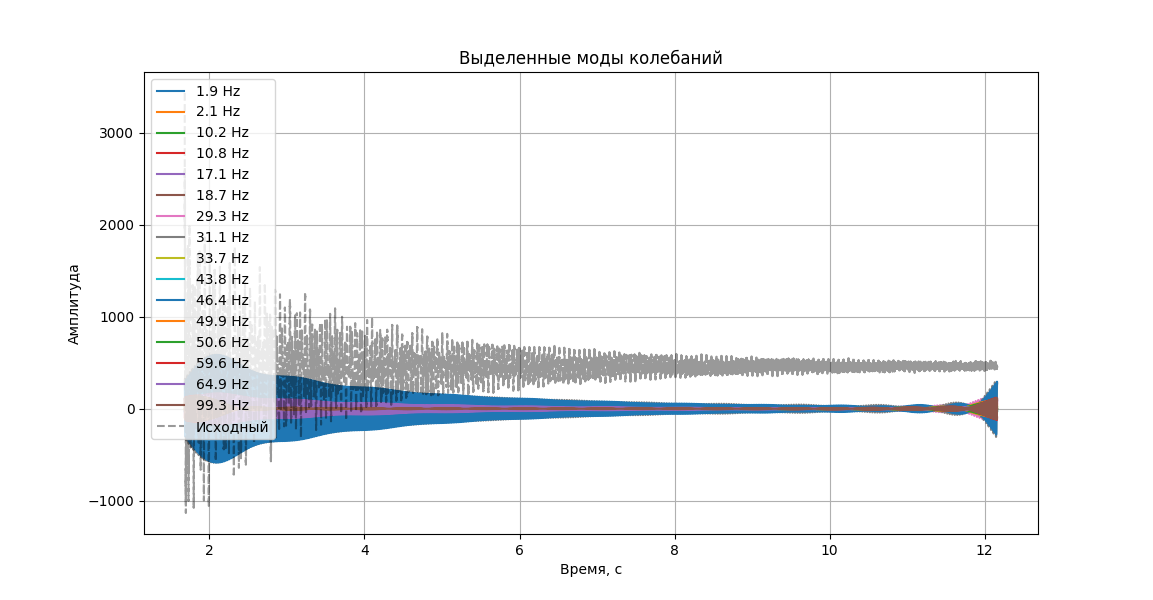 Выделенные моды колебаний
1.9 Hz
2.1 Hz
10.2 Hz
10.8 Hz
17.1 Hz
18.7 Hz
29.3 Hz
31.1 Hz
33.7 Hz
43.8 Hz
46.4 Hz
49.9 Hz
50.6 Hz
59.6 Hz
64.9 Hz
99.3 Hz
Исходный
Амплитуда
3000
2000
1000
0
−1000
2 4 6 8 10 12
Время, с